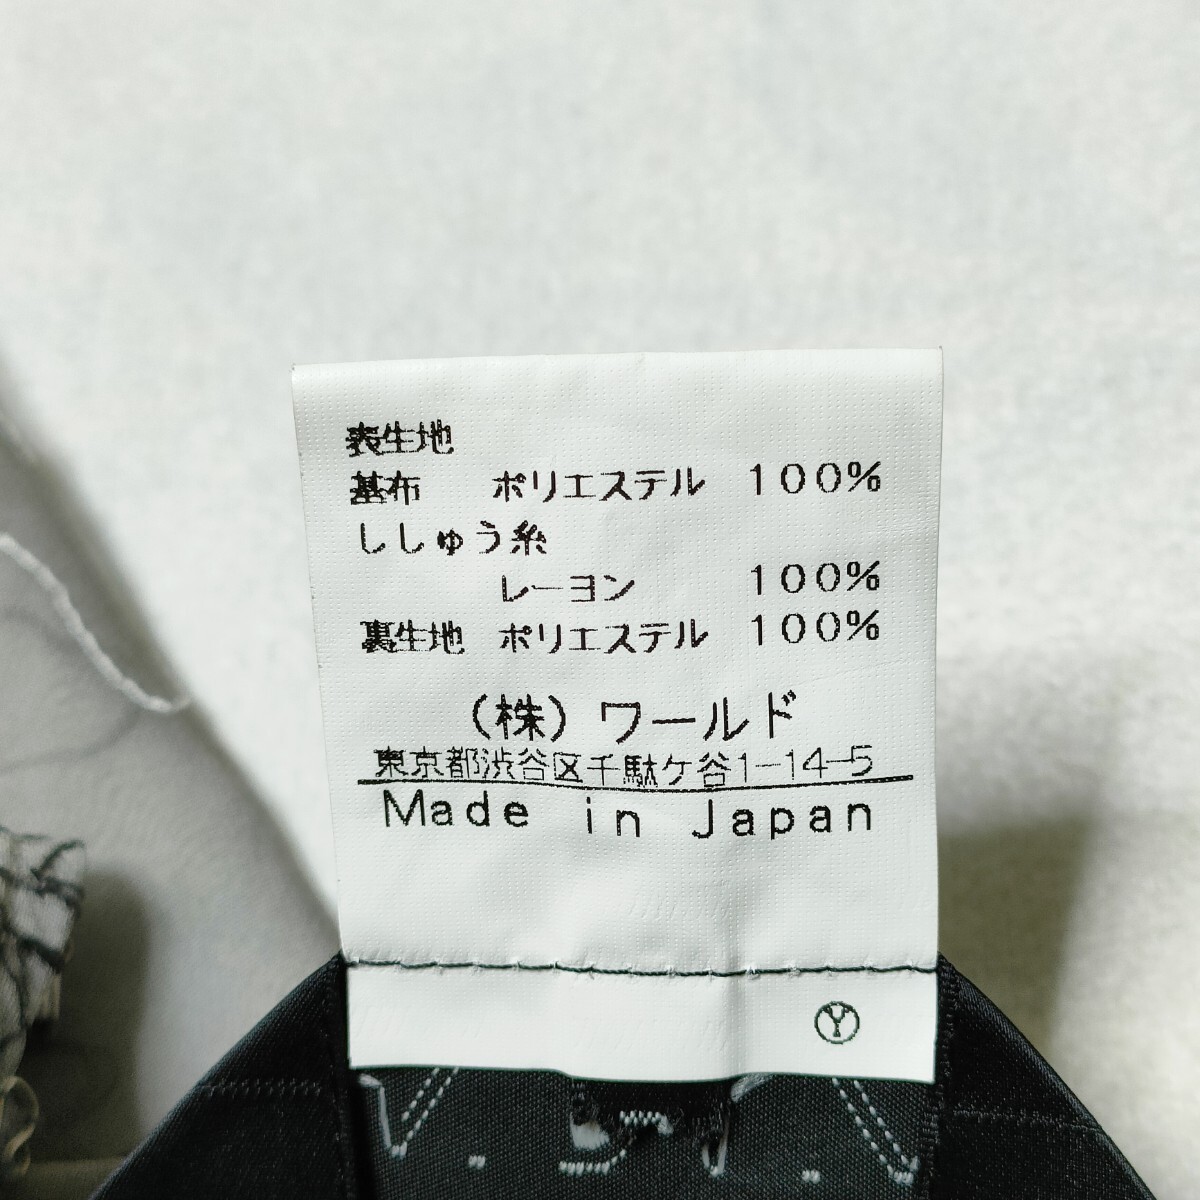 表生地
基布 ポリエステル 100%
ししゅう糸
レーヨン 100%
裏生地 ポリエステル 100%
(株)ワールド
東京都渋谷区千駄ケ谷1-14-5
Made in Japan
Ⓨ